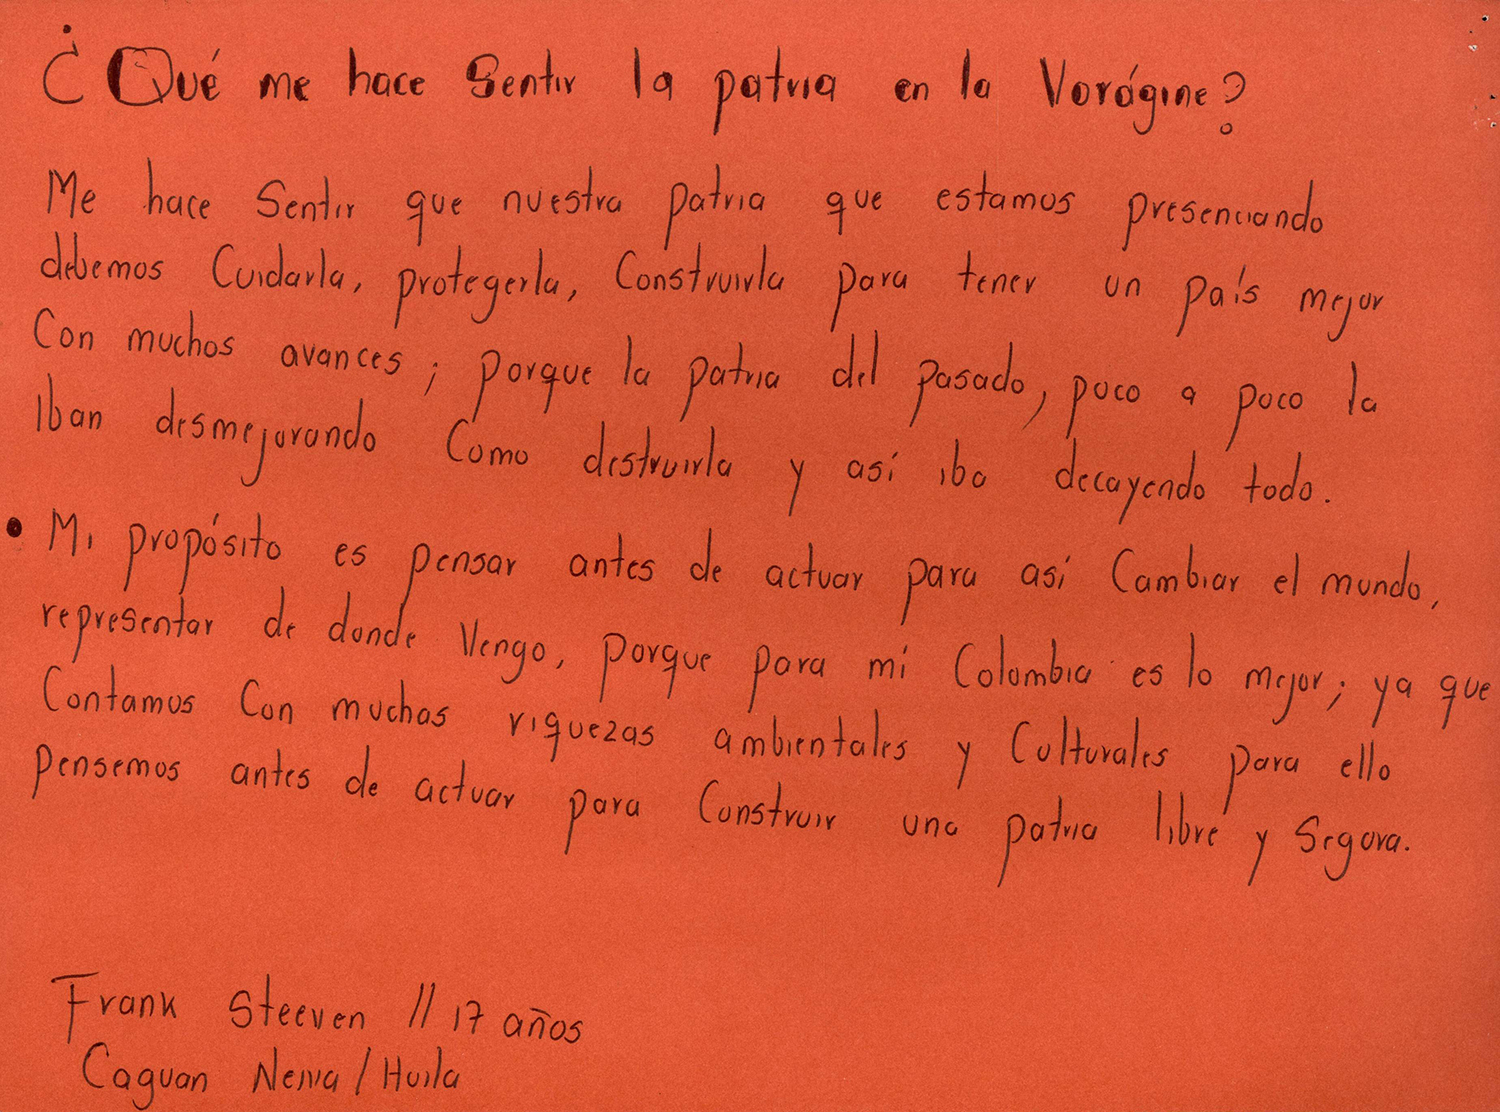 ¿Qué me hace Sentir la patria en la Vorágine?
Me hace Sentir que nuestra patria que estamos presenciando
debemos Cuidarla, protegerla, Construirla para tener un país mejor
Con muchos avances; porque la patria del pasado, poco a poco la
iban desmejorando Como destruirla y así iba decayendo todo.
• Mi propósito es pensar antes de actuar para así Cambiar el mundo,
representar de donde Vengo, porque para mí Colombia es lo mejor; ya que
Contamos Con muchas riquezas ambientales y Culturales para ello
pensemos antes de actuar para Construir una patria libre y Segura.
Frank Steeven // 17 años
Caguan Neiva / Huila